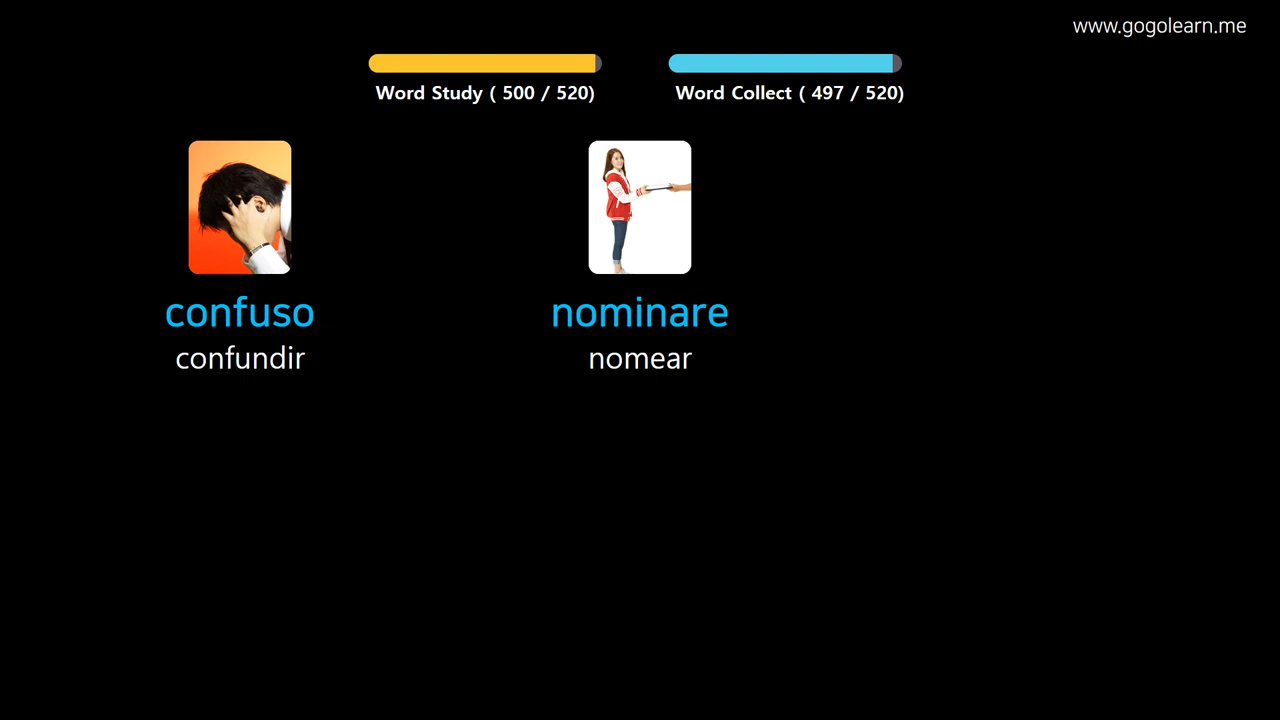 www.gogolearn.me
Word Study ( 500 / 520)
Word Collect ( 497 / 520)
confuso
confundir
nominare
nomear